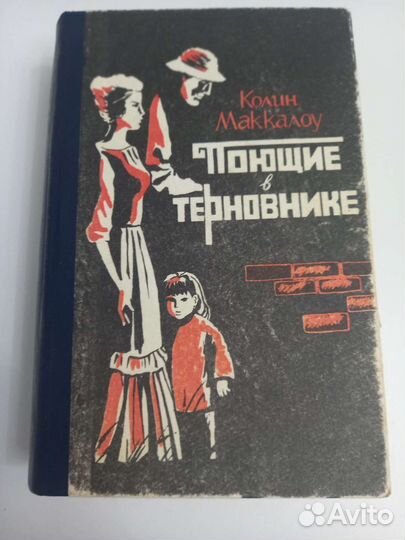 Колин
Маккалоу
Поющие
в
терновнике
Avito